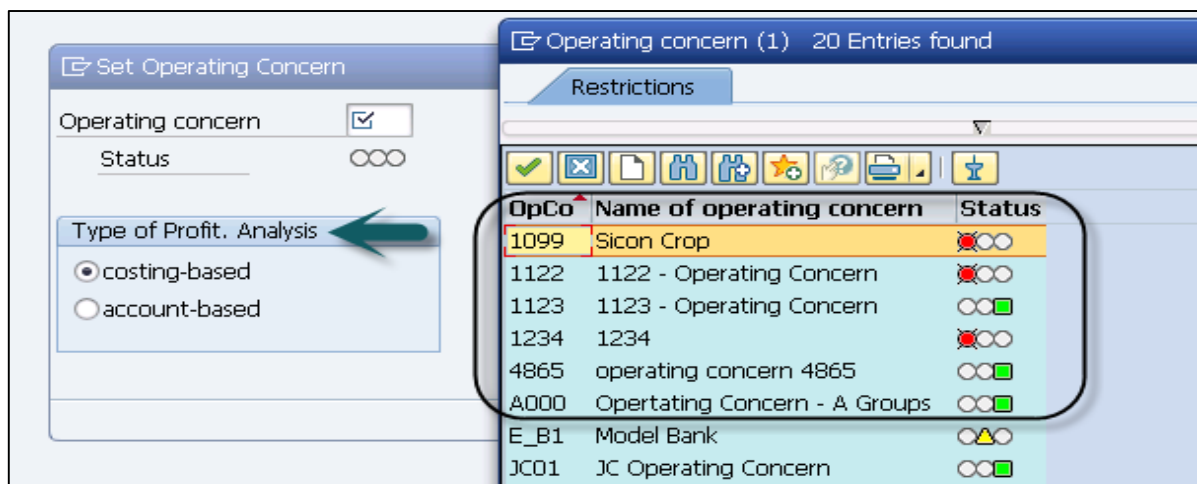 Set Operating Concern
Operating concern
Status
Type of Profit. Analysis
costing-based
account-based
Operating concern (1) 20 Entries found
Restrictions
OpCo Name of operating concern Status
1099 Sicon Crop
1122 1122 - Operating Concern
1123 1123 - Operating Concern
1234 1234
4865 operating concern 4865
A000 Opertating Concern - A Groups
E_B1 Model Bank
JC01 JC Operating Concern